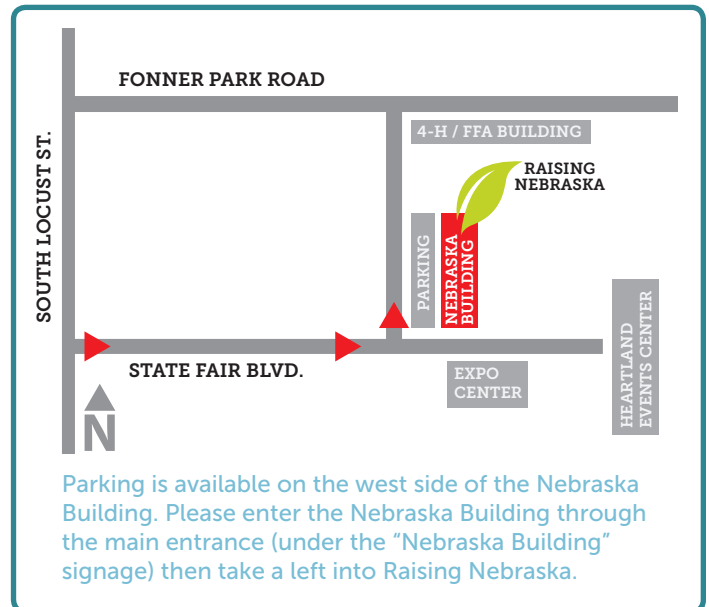 FONNER PARK ROAD
SOUTH LOCUST ST.
4-H / FFA BUILDING
RAISING
NEBRASKA
PARKING
NEBRASKA
BUILDING
STATE FAIR BLVD.
EXPO
CENTER
HEARTLAND
EVENTS CENTER
N
Parking is available on the west side of the Nebraska
Building. Please enter the Nebraska Building through
the main entrance (under the “Nebraska Building”
signage) then take a left into Raising Nebraska.